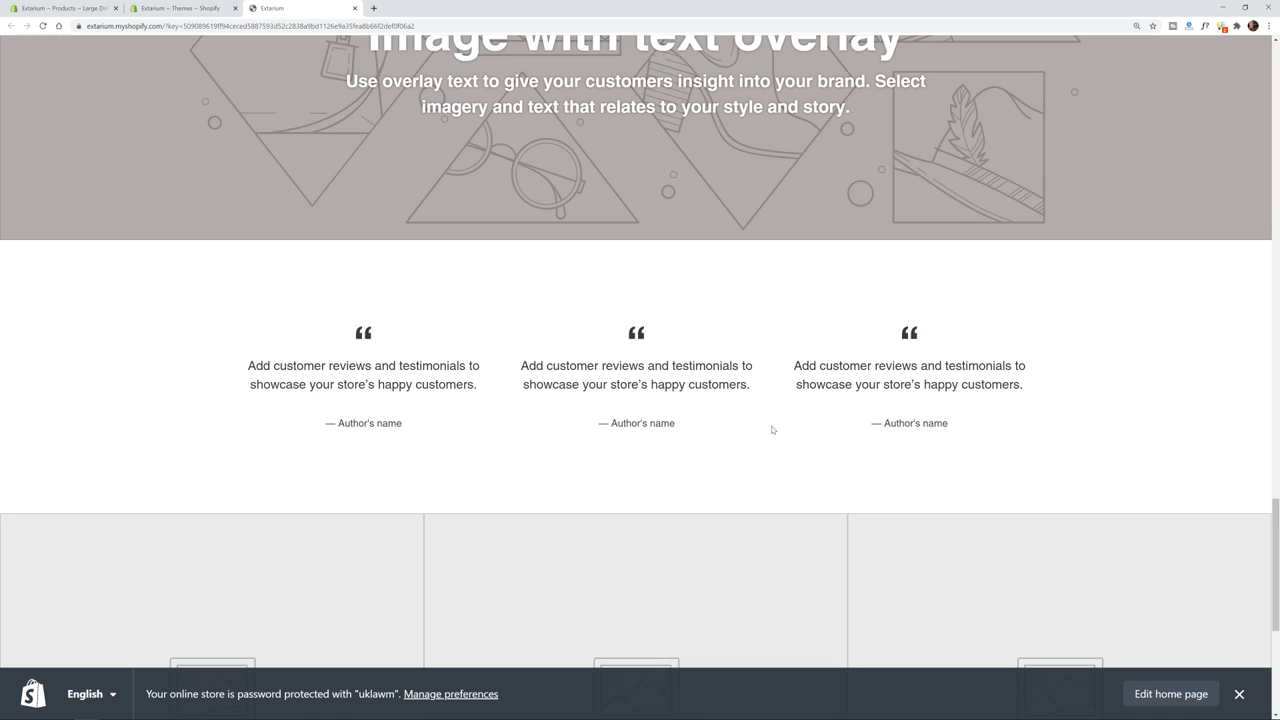 Extarium ~ Products ~ Large Dri
Extarium ~ Themes ~ Shopify
Extarium
extarium.myshopify.com/?key=509089619ff94ceced5887593d52c2838a9bd1126e9a35fea8b66f2def0f06a2
Image with text overlay
Use overlay text to give your customers insight into your brand. Select
imagery and text that relates to your style and story.
Add customer reviews and testimonials to
showcase your store's happy customers.
— Author's name
Add customer reviews and testimonials to
showcase your store's happy customers.
— Author's name
Add customer reviews and testimonials to
showcase your store's happy customers.
— Author's name
English
Your online store is password protected with "uklawm". Manage preferences
Edit home page